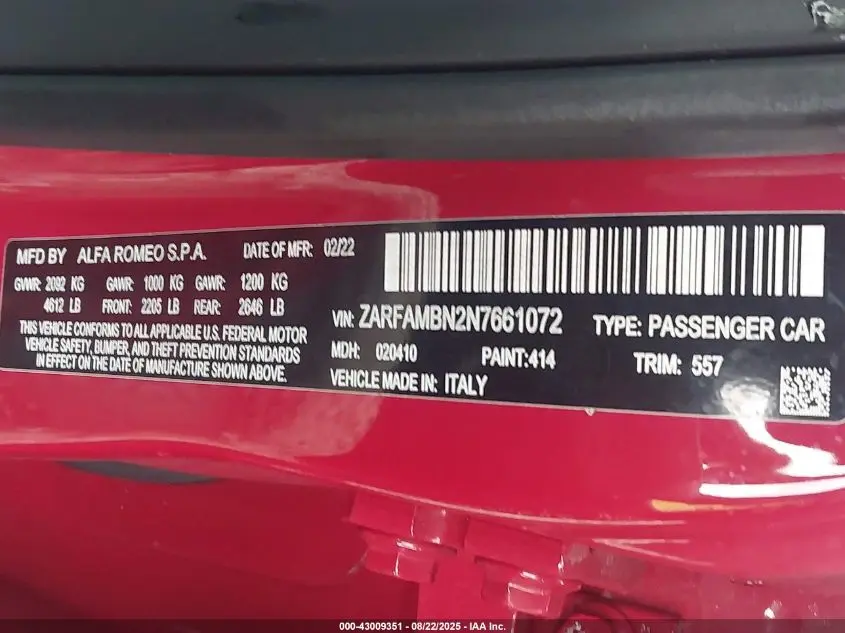 MFD BY ALFA ROMEO S.P.A. DATE OF MFR: 02/22
GVWR: 2092 KG GAWR: 1000 KG GAWR: 1200 KG
4612 LB FRONT: 2205 LB REAR: 2646 LB
THIS VEHICLE CONFORMS TO ALL APPLICABLE U.S. FEDERAL MOTOR
VEHICLE SAFETY, BUMPER, AND THEFT PREVENTION STANDARDS
IN EFFECT ON THE DATE OF MANUFACTURE SHOWN ABOVE.
VIN: ZARFAMBN2N7661072 TYPE: PASSENGER CAR
MDH: 020410 PAINT:414 TRIM: 557
VEHICLE MADE IN: ITALY
000-43009351 - 08/22/2025 - IAA Inc.